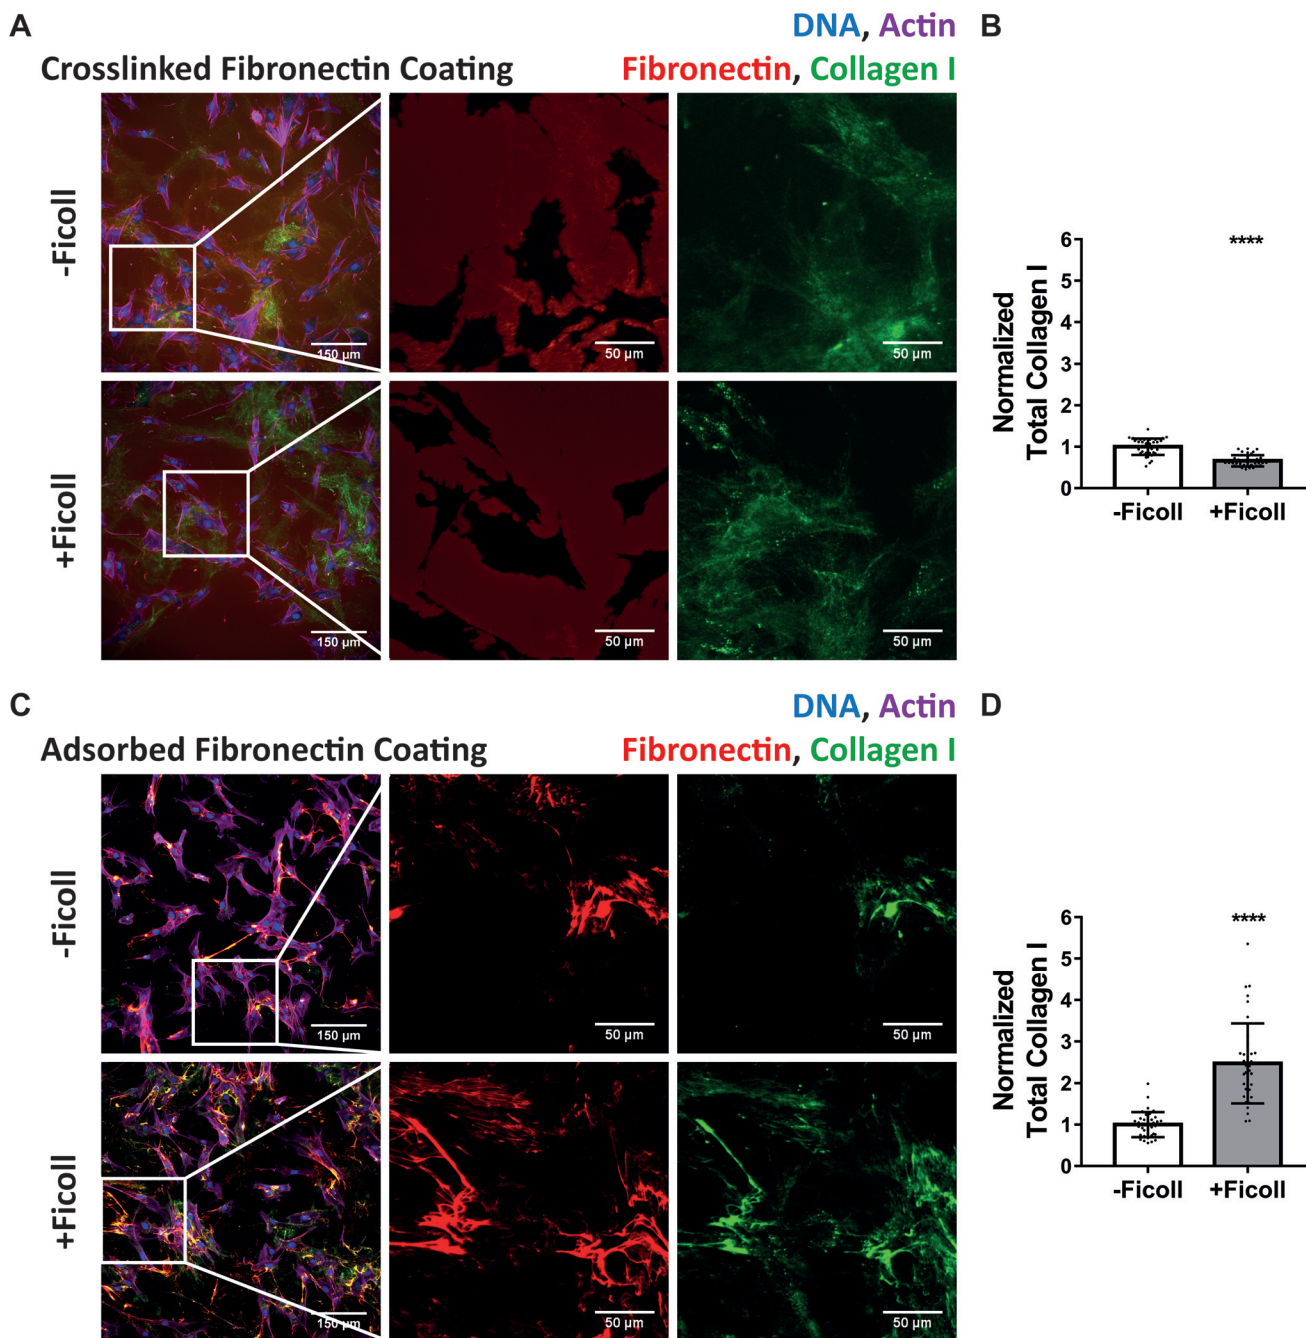 A
DNA, Actin
Crosslinked Fibronectin Coating
Fibronectin, Collagen I
-Ficoll
150 µm
50 µm
50 µm
+Ficoll
150 µm
50 µm
50 µm
B
Normalized
Total Collagen I
6
5
4
3
2
1
0
****
-Ficoll
+Ficoll
C
DNA, Actin
Adsorbed Fibronectin Coating
Fibronectin, Collagen I
-Ficoll
150 µm
50 µm
50 µm
+Ficoll
150 µm
50 µm
50 µm
D
Normalized
Total Collagen I
6
5
4
3
2
1
0
****
-Ficoll
+Ficoll